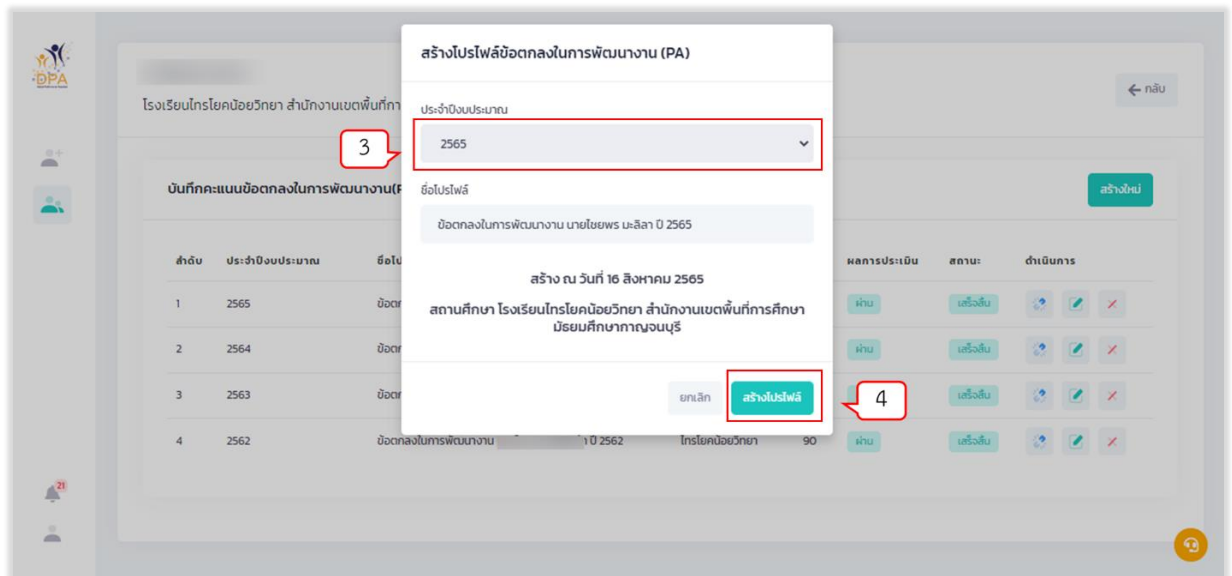 สร้างโปรไฟล์ข้อตกลงในการพัฒนางาน (PA)
DPA
โรงเรียนไทรโยคน้อยวิทยา สำนักงานเขตพื้นที่กา
← กลับ
ประจำปีงบประมาณ
2565
3
บันทึกคะแนนข้อตกลงในการพัฒนางาน(P
สร้างใหม่
ชื่อโปรไฟล์
ข้อตกลงในการพัฒนางาน นายไชยพร มะลิลา ปี 2565
ลำดับ ประจำปีงบประมาณ ชื่อโป ผลการประเมิน สถานะ ดำเนินการ
สร้าง ณ วันที่ 16 สิงหาคม 2565
1 2565 ข้อตก ผ่าน เสร็จสิ้น
สถานศึกษา โรงเรียนไทรโยคน้อยวิทยา สำนักงานเขตพื้นที่การศึกษา
มัธยมศึกษากาญจนบุรี
2 2564 ข้อตก ผ่าน เสร็จสิ้น
3 2563 ข้อตก เสร็จสิ้น
ยกเลิก สร้างโปรไฟล์
4
4 2562 ข้อตกลงในการพัฒนางาน ปี 2562 ไทรโยคน้อยวิทยา 90 ผ่าน เสร็จสิ้น
21